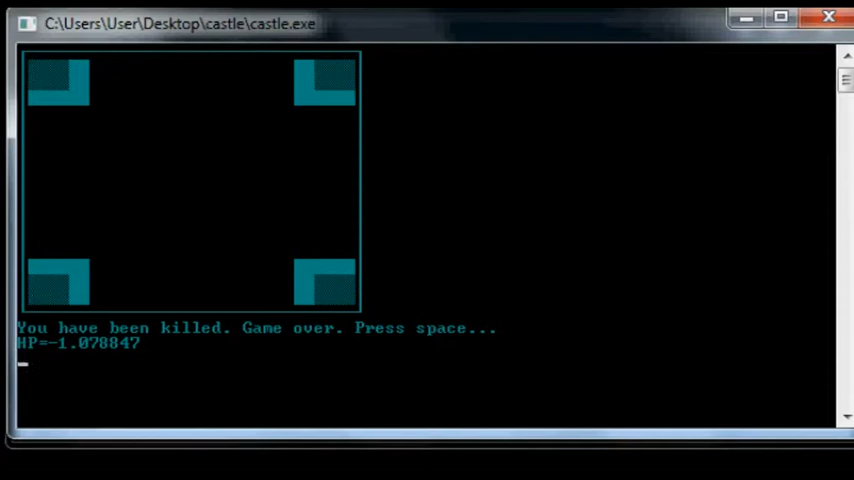 C:\Users\User\Desktop\castle\castle.exe
You have been killed. Game over. Press space...
HP=-1.078847